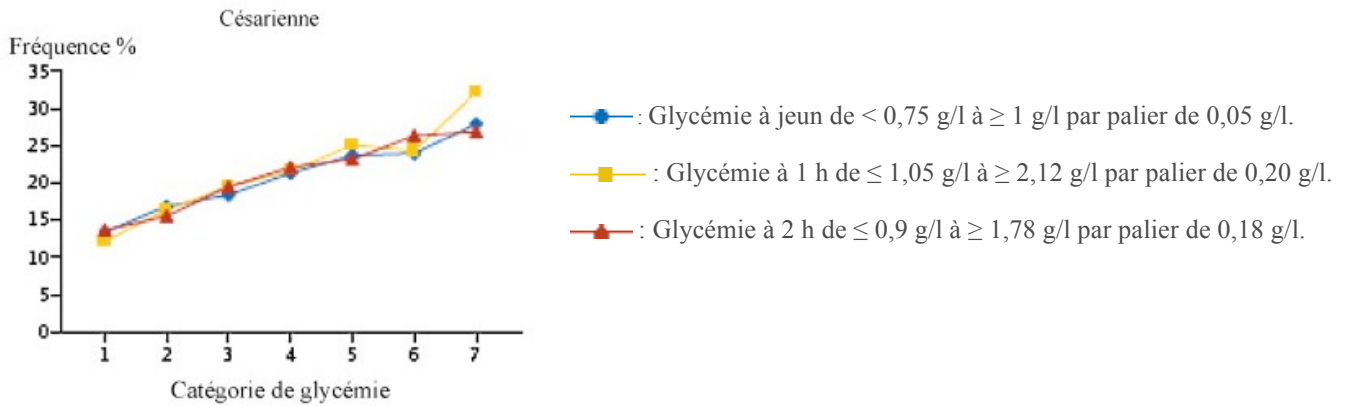 Césarienne
Fréquence %
35
30
25
20
15
10
5
0
1 2 3 4 5 6 7
Catégorie de glycémie
: Glycémie à jeun de < 0,75 g/l à ≥ 1 g/l par palier de 0,05 g/l.
: Glycémie à 1 h de ≤ 1,05 g/l à ≥ 2,12 g/l par palier de 0,20 g/l.
: Glycémie à 2 h de ≤ 0,9 g/l à ≥ 1,78 g/l par palier de 0,18 g/l.